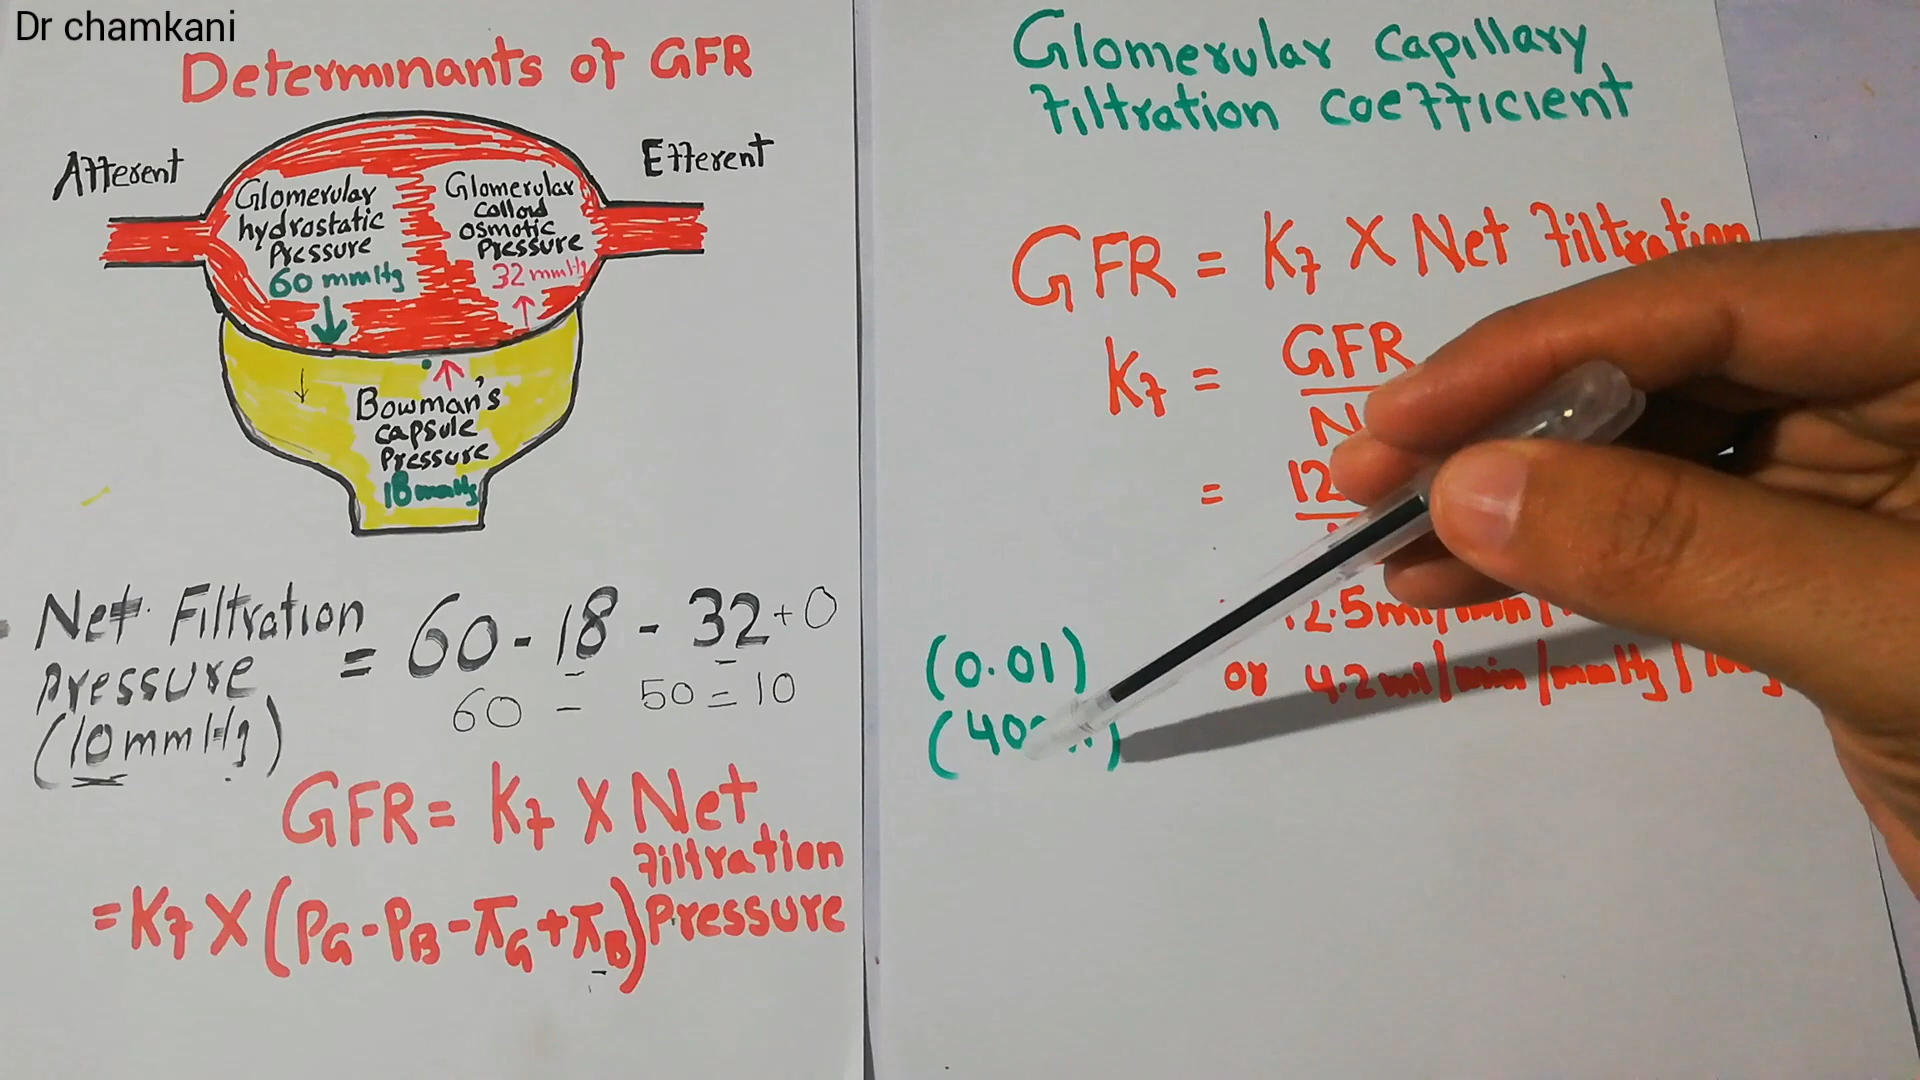 Dr chamkani
Determinants of GFR
Afferent
Efferent
Glomerular
hydrostatic
Pressure
60 mmHg
Glomerular
colloid
osmotic
Pressure
32 mmHg
Bowman's
capsule
Pressure
18 mmHg
Net Filtration
Pressure
(10 mmHg)
= 60 - 18 - 32 + 0
60 - 50 = 10
GFR = Kf X Net
filtration
Pressure
= Kf X (PG - PB - πG + πB)
Glomerular capillary
filtration coefficient
GFR = Kf X Net filtration
Kf = GFR
=
(0.01)
or 4.2 ml/min/mmHg/